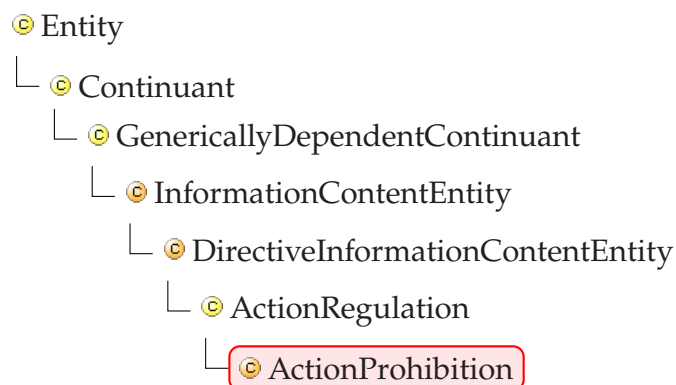 C Entity
C Continuant
C GenericallyDependentContinuant
C InformationContentEntity
C DirectiveInformationContentEntity
C ActionRegulation
C ActionProhibition